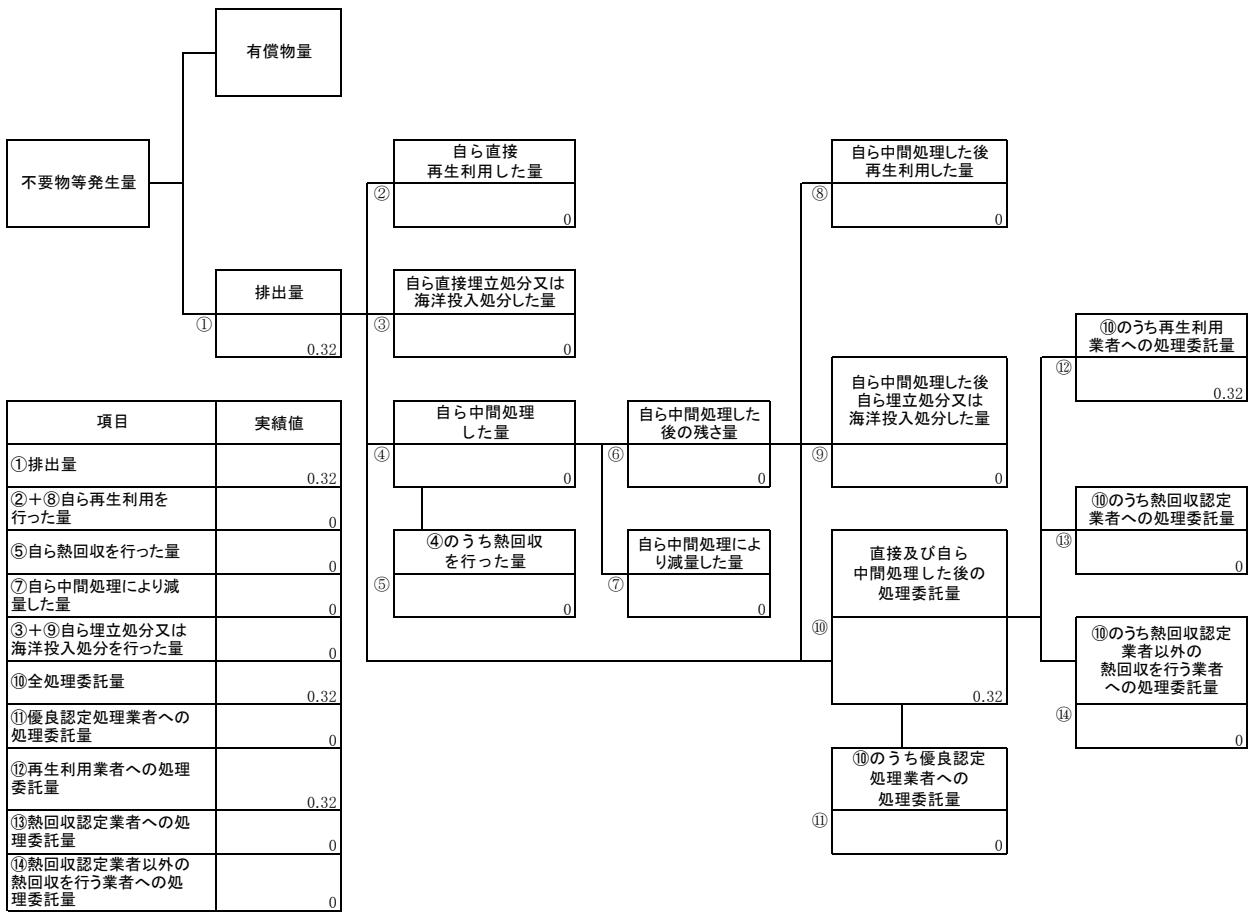 有償物量
不要物等発生量
自ら直接
再生利用した量
②
0
自ら中間処理した後
再生利用した量
⑧
0
排出量
①
0.32
自ら直接埋立処分又は
海洋投入処分した量
③
0
⑩のうち再生利用
業者への処理委託量
⑫
0.32
自ら中間処理した後
自ら埋立処分又は
海洋投入処分した量
⑨
0
自ら中間処理
した量
④
0
自ら中間処理した
後の残さ量
⑥
0
④のうち熱回収
を行った量
⑤
0
自ら中間処理によ
り減量した量
⑦
0
直接及び自ら
中間処理した後の
処理委託量
⑩
0.32
⑩のうち熱回収認定
業者への処理委託量
⑬
0
⑩のうち熱回収認定
業者以外の
熱回収を行う業者
への処理委託量
⑭
0
⑩のうち優良認定
処理業者への
処理委託量
⑪
0
項目 実績値
①排出量 0.32
②+⑧自ら再生利用を
行った量 0
⑤自ら熱回収を行った量 0
⑦自ら中間処理により減
量した量 0
③+⑨自ら埋立処分又は
海洋投入処分を行った量 0
⑩全処理委託量 0.32
⑪優良認定処理業者への
処理委託量 0
⑫再生利用業者への処理
委託量 0.32
⑬熱回収認定業者への処
理委託量 0
⑭熱回収認定業者以外の
熱回収を行う業者への処
理委託量 0